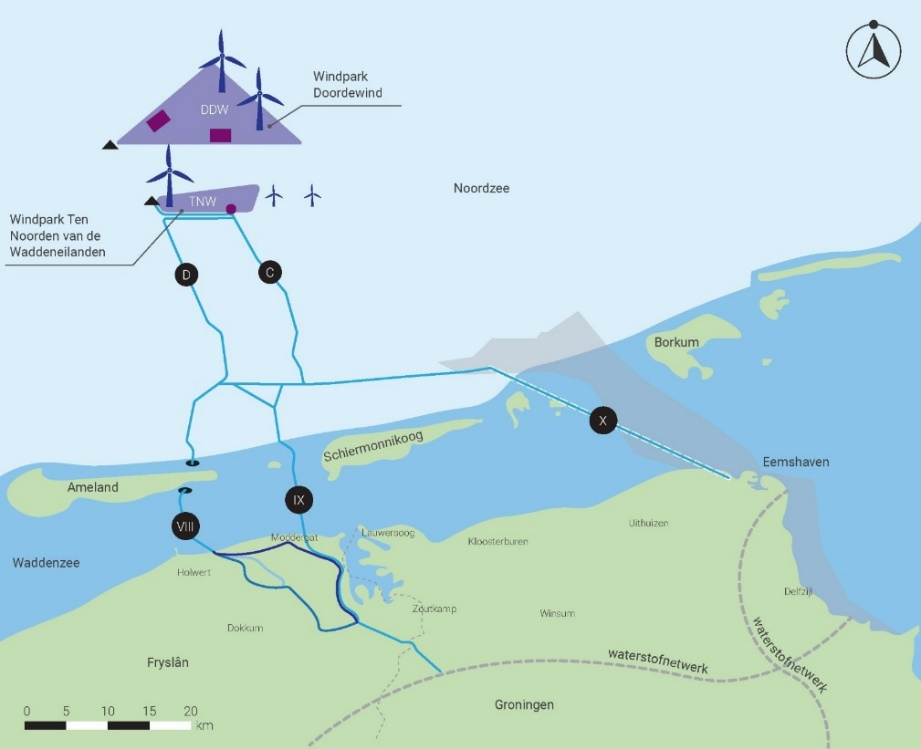 Windpark
Doordewind
DDW
TNW
Noordzee
Windpark Ten
Noorden van de
Waddeneilanden
D
C
Borkum
X
Schiermonnikoog
Eemshaven
Ameland
IX
VIII
Uithuizen
Moddergat
Lauwersoog
Kloosterburen
Waddenzee
Holwert
Delfzijl
Zoutkamp
Winsum
Dokkum
waterstofnetwerk
waterstofnetwerk
Fryslân
Groningen
0 5 10 15 20
km